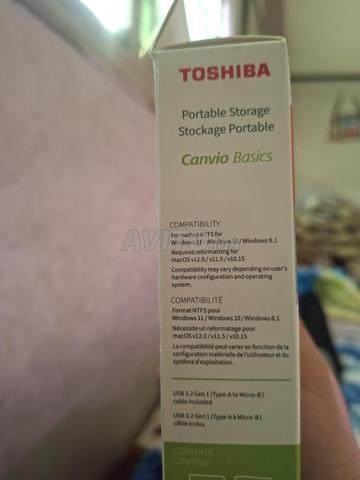 TOSHIBA
Portable Storage
Stockage Portable
Canvio Basics
COMPATIBILITY
Formatted NTFS for
Windows 11 / Windows 10 / Windows 8.1
Requires reformatting for
macOS v12.0 / v11.5 / v10.15
Compatibility may vary depending on user's
hardware configuration and operating
system.
COMPATIBILITÉ
Format NTFS pour
Windows 11 / Windows 10 / Windows 8.1
Nécessite un reformatage pour
macOS v12.0 / v11.5 / v10.15
La compatibilité peut varier en fonction de la
configuration matérielle de l'utilisateur et du
système d'exploitation.
USB 3.2 Gen 1 (Type-A to Micro-B)
cable included
USB 3.2 Gen 1 (Type-A à Micro-B)
câble inclus
CONTENTS
CONTENU